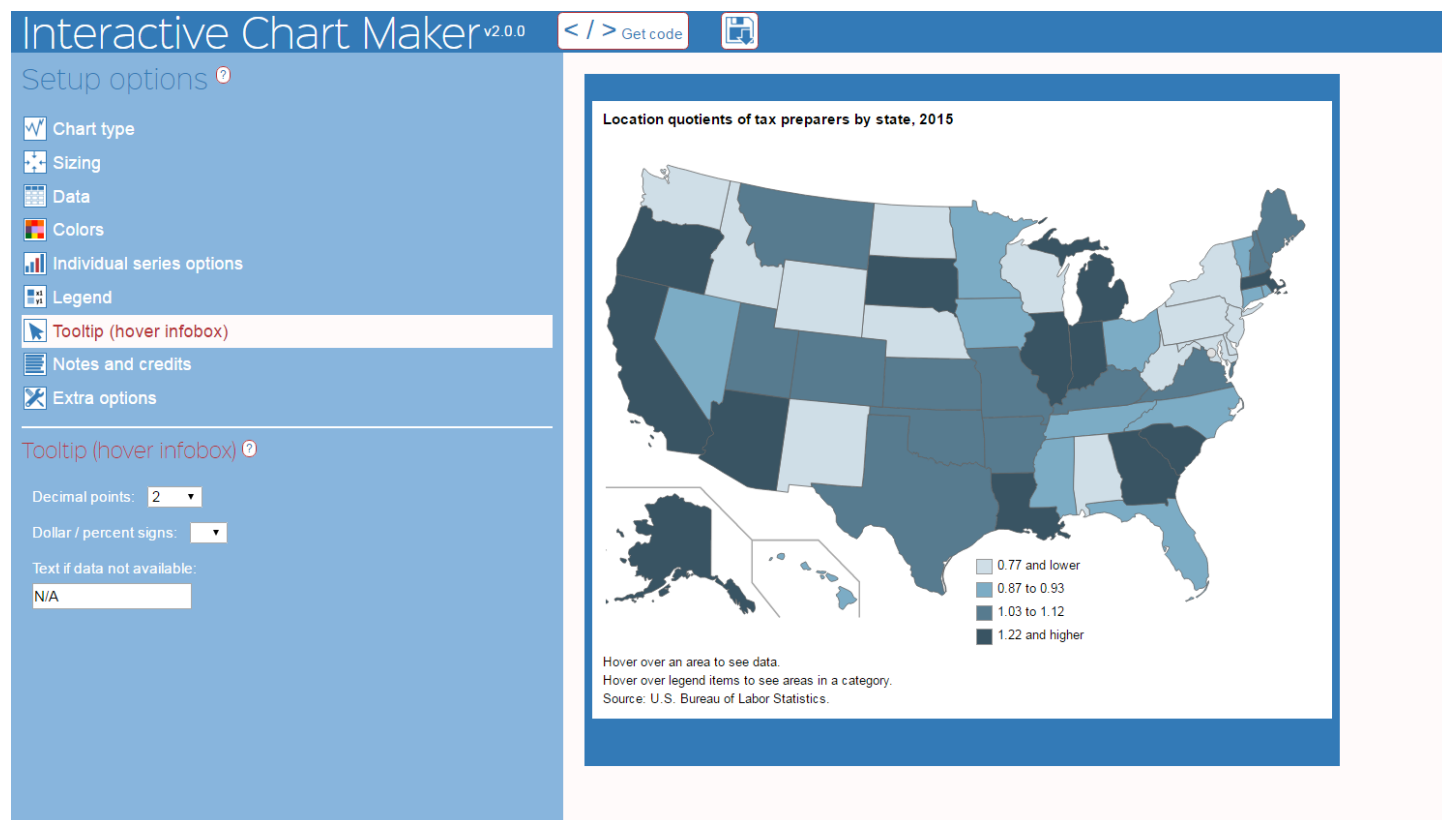 Interactive Chart Maker v2.0.0
< / > Get code
Setup options ?
Chart type
Sizing
Data
Colors
Individual series options
x1
y1
Legend
Tooltip (hover infobox)
Notes and credits
Extra options
Tooltip (hover infobox) ?
Decimal points: 2
Dollar / percent signs:
Text if data not available:
N/A
Location quotients of tax preparers by state, 2015
0.77 and lower
0.87 to 0.93
1.03 to 1.12
1.22 and higher
Hover over an area to see data.
Hover over legend items to see areas in a category.
Source: U.S. Bureau of Labor Statistics.